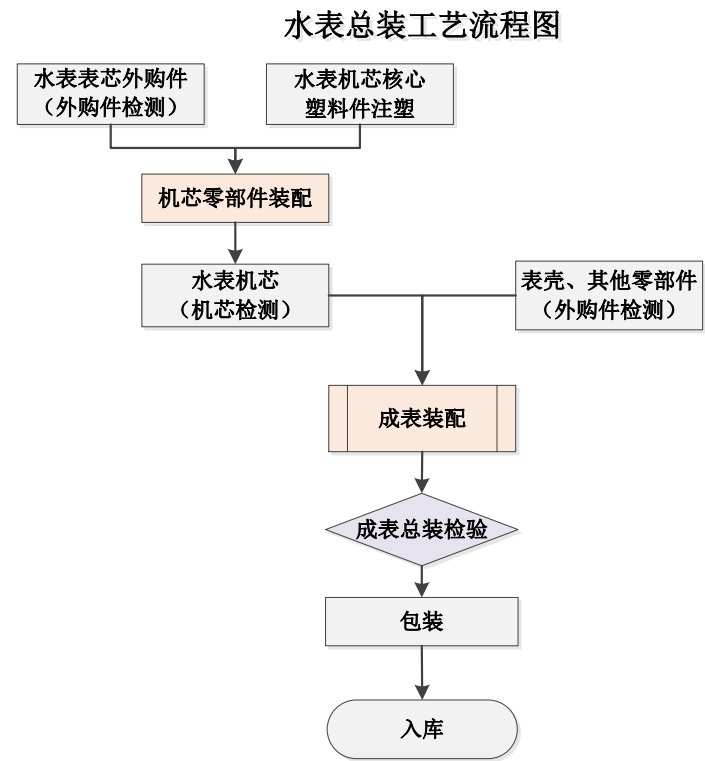 水表总装工艺流程图
水表表芯外购件
（外购件检测）
水表机芯核心
塑料件注塑
机芯零部件装配
水表机芯
（机芯检测）
表壳、其他零部件
（外购件检测）
成表装配
成表总装检验
包装
入库